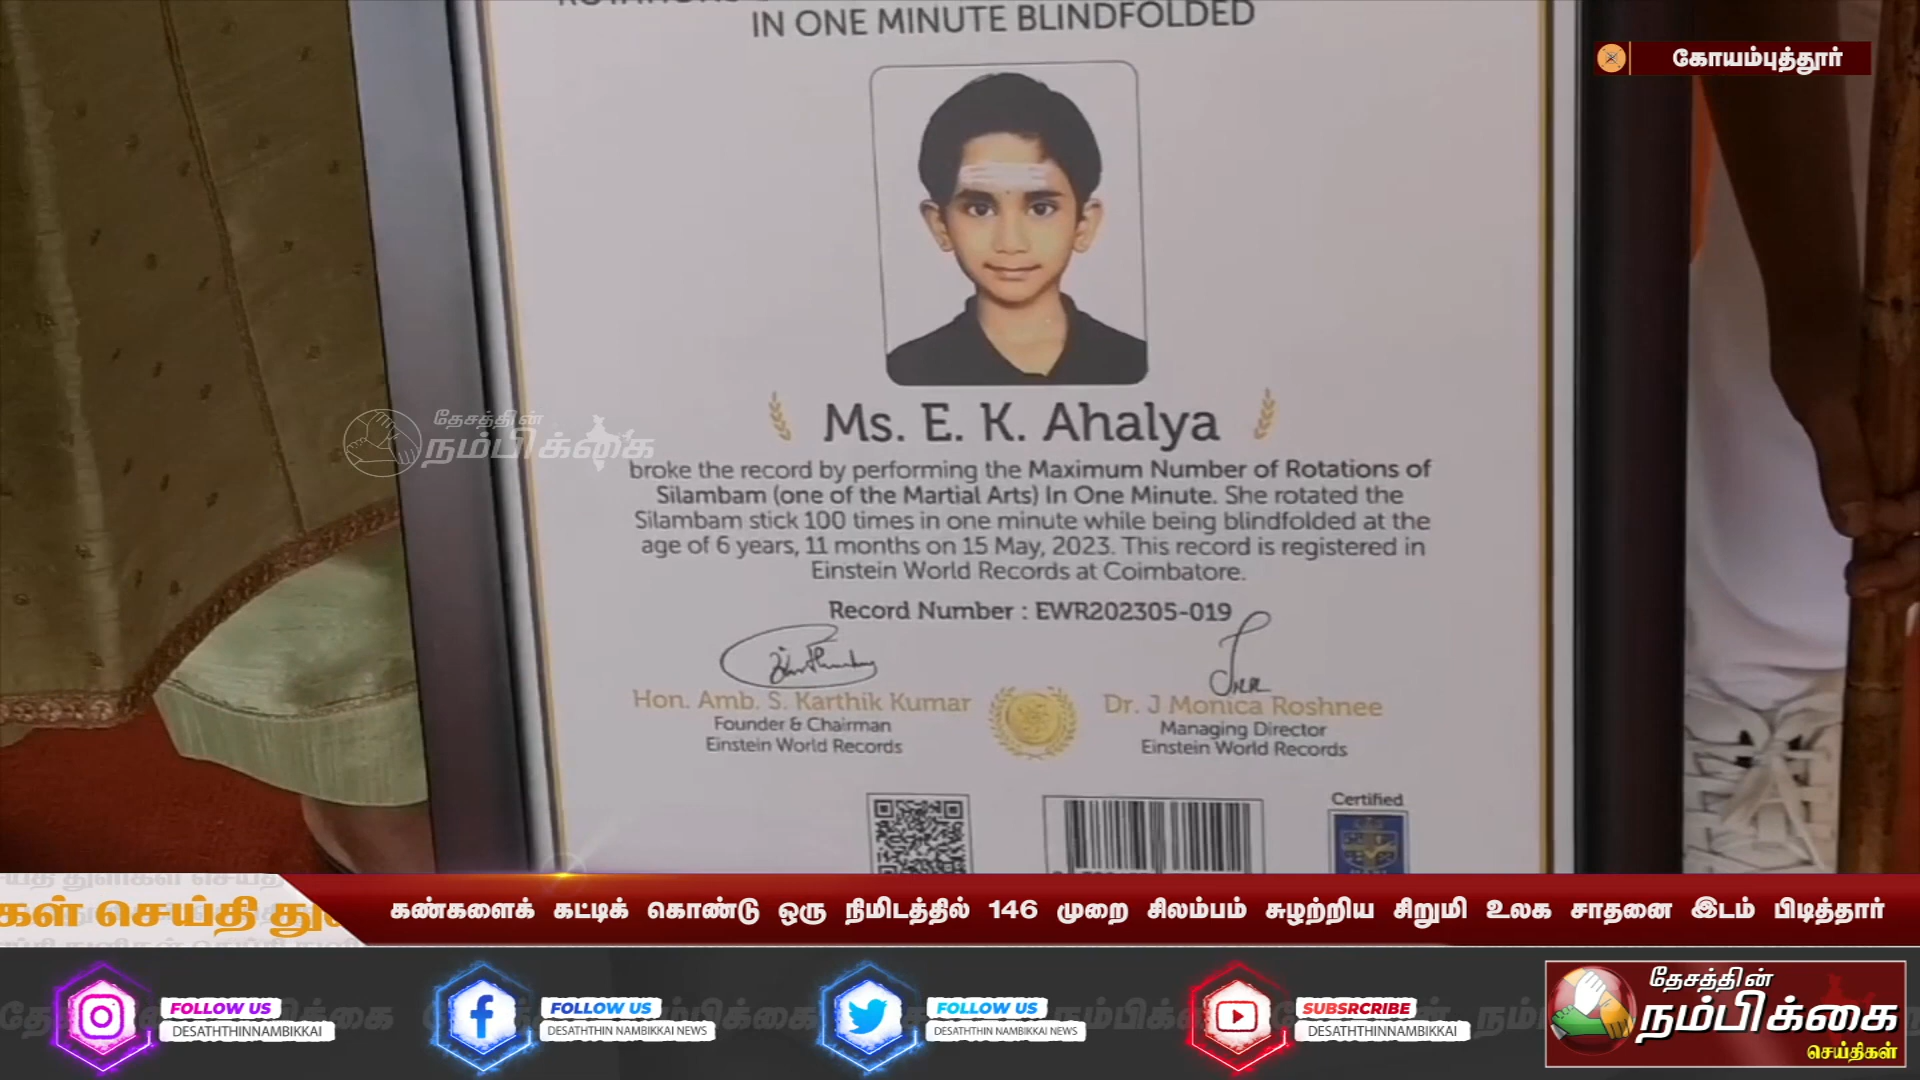 IN ONE MINUTE BLINDFOLDED
கோயம்புத்தூர்
Ms. E. K. Ahalya
தேசத்தின்
நம்பிக்கை
broke the record by performing the Maximum Number of Rotations of
Silambam (one of the Martial Arts) In One Minute. She rotated the
Silambam stick 100 times in one minute while being blindfolded at the
age of 6 years, 11 months on 15 May, 2023. This record is registered in
Einstein World Records at Coimbatore.
Record Number : EWR202305-019
Hon. Amb. S. Karthik Kumar
Founder & Chairman
Einstein World Records
Dr. J Monica Roshnee
Managing Director
Einstein World Records
Certified
செய்தி
கண்களைக் கட்டிக் கொண்டு ஒரு நிமிடத்தில் 146 முறை சிலம்பம் சுழற்றிய சிறுமி உலக சாதனை இடம் பிடித்தார்
FOLLOW US
DESATHTHINNAMBIKKAI
FOLLOW US
DESATHTHIN NAMBIKKAI NEWS
FOLLOW US
DESATHTHIN NAMBIKKAI NEWS
SUBSRCRIBE
DESATHTHINNAMBIKKAI
தேசத்தின்
நம்பிக்கை
செய்திகள்